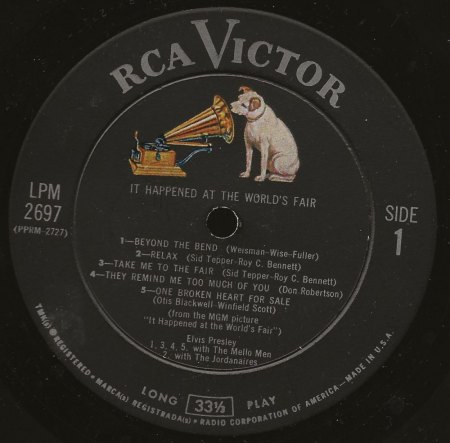 RCA VICTOR
IT HAPPENED AT THE WORLD'S FAIR
LPM
2697
(PPRM-2727)
SIDE
1
1—BEYOND THE BEND (Weisman-Wise-Fuller)
2—RELAX (Sid Tepper-Roy C. Bennett)
3—TAKE ME TO THE FAIR (Sid Tepper-Roy C. Bennett)
4—THEY REMIND ME TOO MUCH OF YOU (Don Robertson)
5—ONE BROKEN HEART FOR SALE
(Otis Blackwell-Winfield Scott)
(from the MGM picture
"It Happened at the World's Fair")
Elvis Presley
1, 3, 4, 5, with The Mello Men
2. with The Jordanaires
LONG 33⅓ PLAY
TMK(s) ® REGISTERED • MARCA(s) REGISTRADA(s) • RADIO CORPORATION OF AMERICA—MADE IN U.S.A.